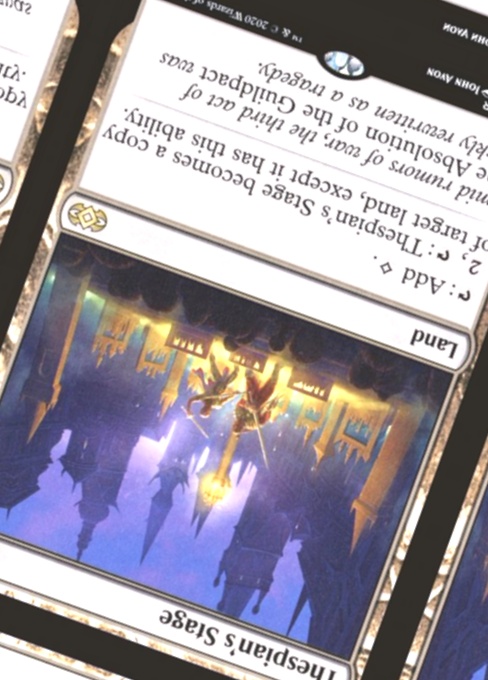 Thespian's Stage
Land
: Add .
2, : Thespian's Stage becomes a copy
of target land, except it has this ability.
mid rumors of war, the third act of
Absolution of the Guildpact was
rewritten as a tragedy.
JOHN AVON
™ & © 2020 Wizards of
JOHN AVON